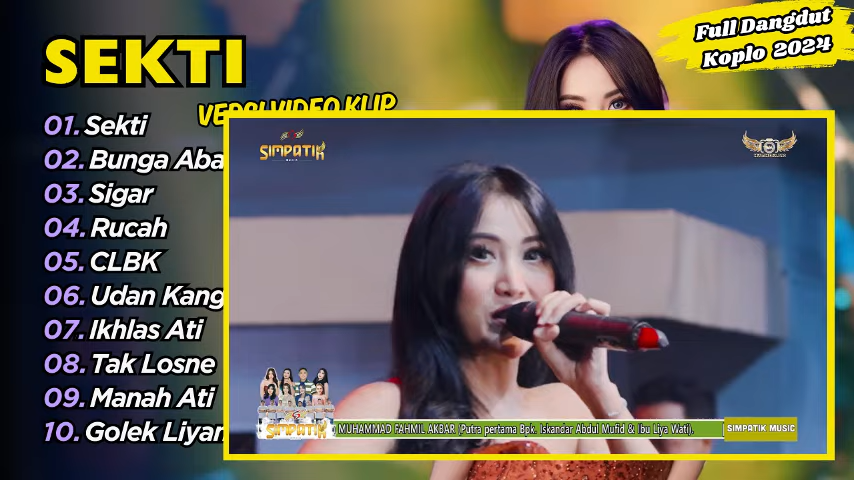 SEKTI
Full Dangdut
Koplo 2024
VERSI VIDEO KLIP
01. Sekti
02. Bunga Aba
03. Sigar
04. Rucah
05. CLBK
06. Udan Kang
07. Ikhlas Ati
08. Tak Losne
09. Manah Ati
10. Golek Liyan
SIMPATIK
MUSIC
SIMPATIK
MUHAMMAD FAHMIL AKBAR (Putra pertama Bpk. Iskandar Abdul Mufid & Ibu Liya Wati).
SIMPATIK MUSIC